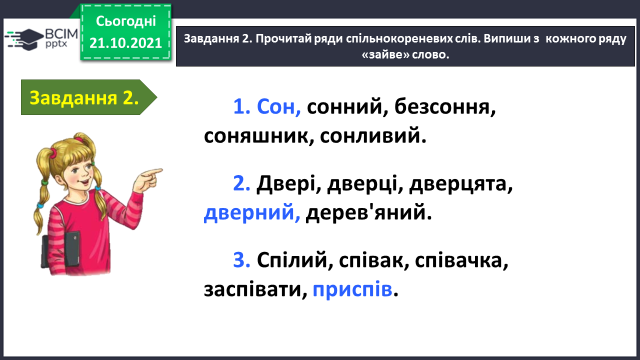 ВСІМ
pptx
Сьогодні
21.10.2021
Завдання 2. Прочитай ряди спільнокореневих слів. Випиши з кожного ряду
«зайве» слово.
Завдання 2.
1. Сон, сонний, безсоння,
соняшник, сонливий.
2. Двері, дверці, дверцята,
дверний, дерев'яний.
3. Спілий, співак, співачка,
заспівати, приспів.